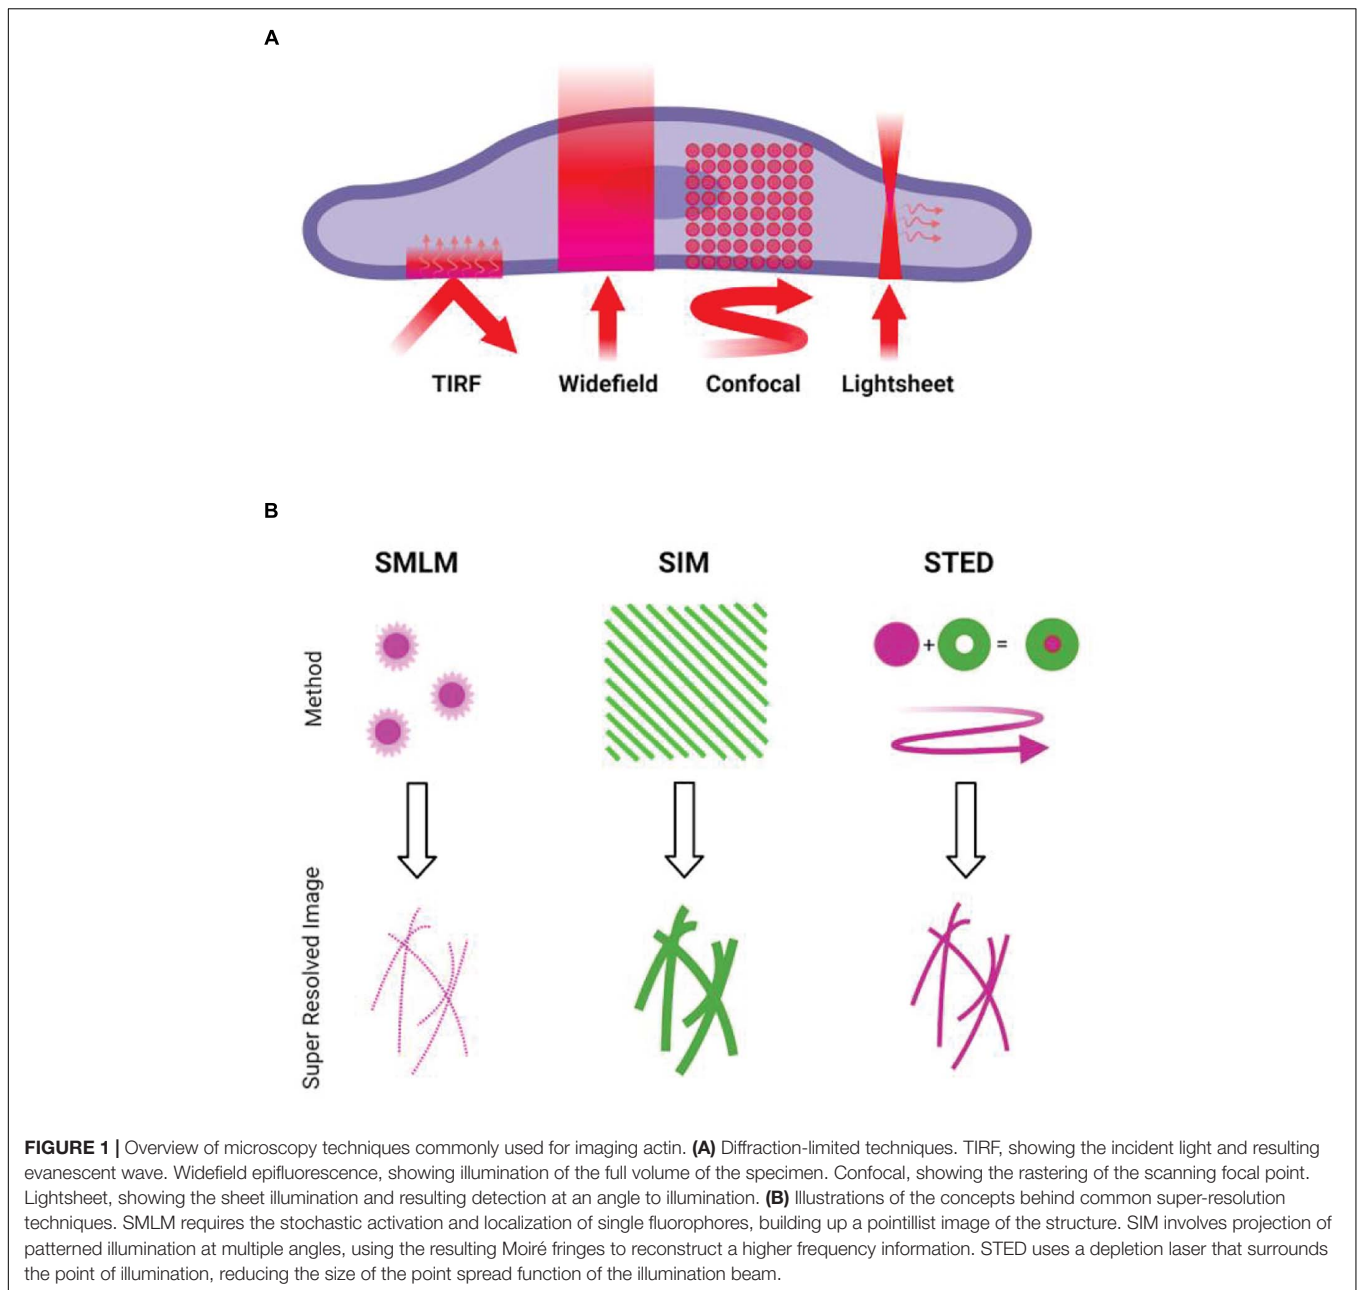 A
TIRF
Widefield
Confocal
Lightsheet
B
SMLM
SIM
STED
Method
+
=
Super Resolved Image
FIGURE 1 | Overview of microscopy techniques commonly used for imaging actin. (A) Diffraction-limited techniques. TIRF, showing the incident light and resulting
evanescent wave. Widefield epifluorescence, showing illumination of the full volume of the specimen. Confocal, showing the rastering of the scanning focal point.
Lightsheet, showing the sheet illumination and resulting detection at an angle to illumination. (B) Illustrations of the concepts behind common super-resolution
techniques. SMLM requires the stochastic activation and localization of single fluorophores, building up a pointillist image of the structure. SIM involves projection of
patterned illumination at multiple angles, using the resulting Moiré fringes to reconstruct a higher frequency information. STED uses a depletion laser that surrounds
the point of illumination, reducing the size of the point spread function of the illumination beam.